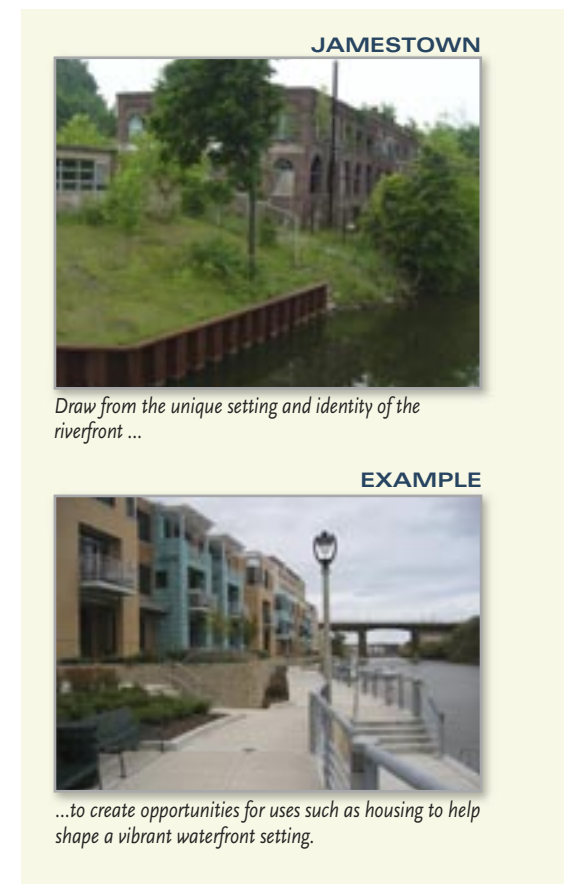 JAMESTOWN
Draw from the unique setting and identity of the
riverfront ...
EXAMPLE
...to create opportunities for uses such as housing to help
shape a vibrant waterfront setting.